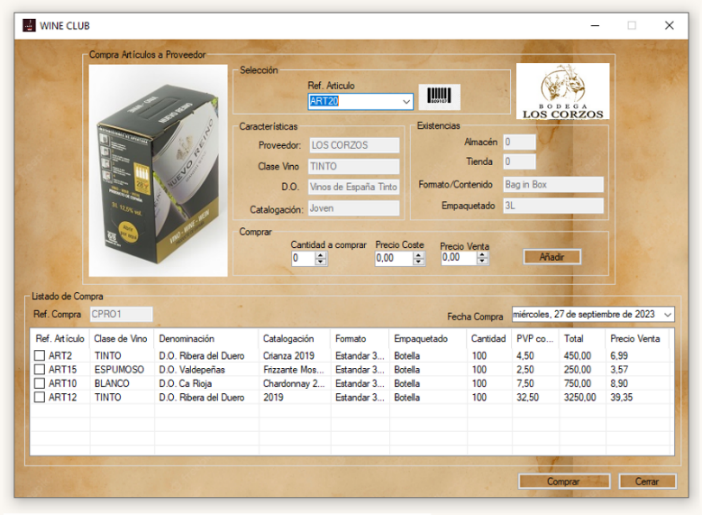 WINE CLUB
Compra Artículos a Proveedor
Selección
Ref. Artículo
ART20
BODEGA
LOS CORZOS
NUEVO REINO
Características
Proveedor: LOS CORZOS
Clase Vino TINTO
D.O. Vinos de España Tinto
Catalogación: Joven
Existencias
Almacén 0
Tienda 0
Formato/Contenido Bag in Box
Empaquetado 3L
Comprar
Cantidad a comprar Precio Coste Precio Venta
0 0,00 0,00 Añadir
Listado de Compra
Ref. Compra CPRO1 Fecha Compra miércoles, 27 de septiembre de 2023
Ref. Artículo Clase de Vino Denominación Catalogación Formato Empaquetado Cantidad PVP co... Total Precio Venta
ART2 TINTO D.O. Ribera del Duero Crianza 2019 Estandar 3... Botella 100 4,50 450,00 6,99
ART15 ESPUMOSO D.O. Valdepeñas Frizzante Mos... Estandar 3... Botella 100 2,50 250,00 3,57
ART10 BLANCO D.O. Ca Rioja Chardonnay 2... Estandar 3... Botella 100 7,50 750,00 8,90
ART12 TINTO D.O. Ribera del Duero 2019 Estandar 3... Botella 100 32,50 3250,00 39,35
Comprar Cerrar